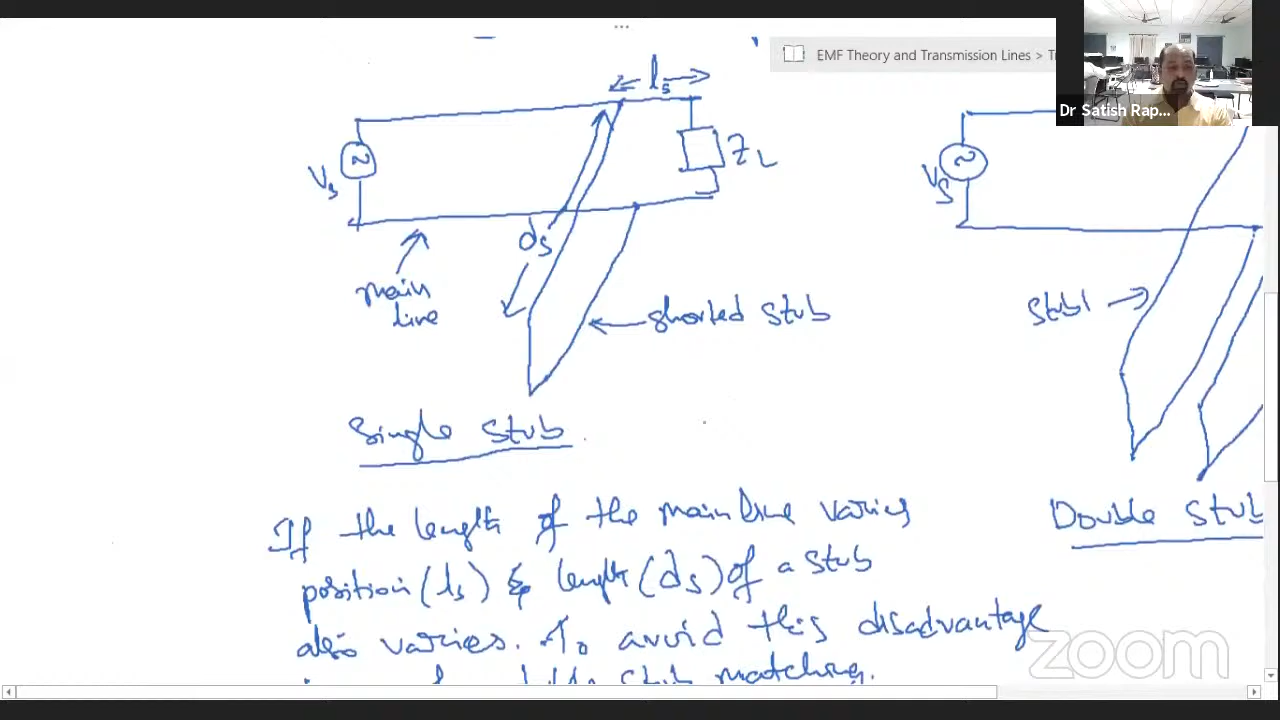 EMF Theory and Transmission Lines >
Dr Satish Rap...
ls
Vs
ZL
ds
main
line
shorted stub
Single Stub
Vs
Stub1
Double Stub
If the length of the main line varies
position (ls) & length (ds) of a stub
also varies. To avoid this disadvantage
stub matching.
zoom